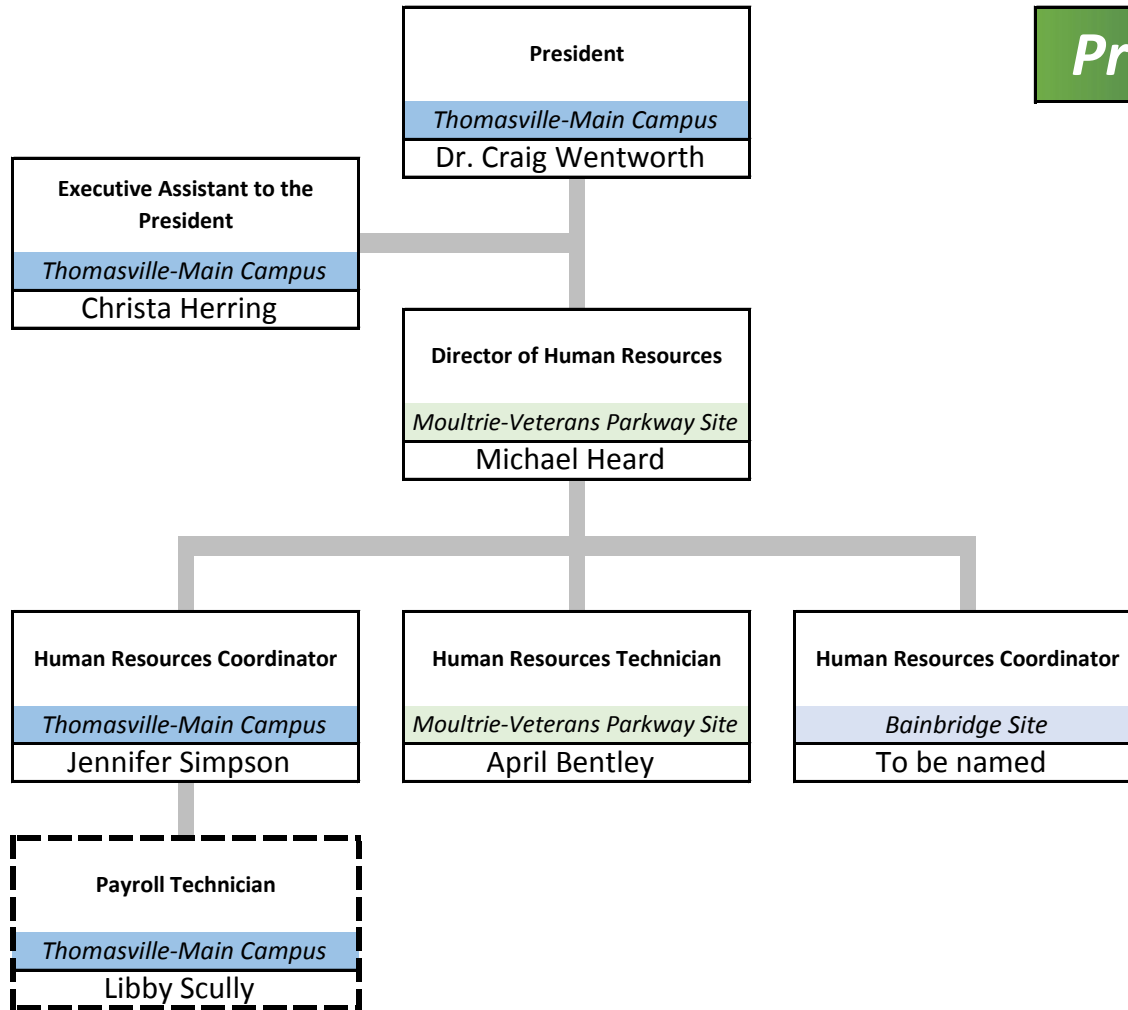 President
Thomasville-Main Campus
Dr. Craig Wentworth
Executive Assistant to the
President
Thomasville-Main Campus
Christa Herring
Director of Human Resources
Moultrie-Veterans Parkway Site
Michael Heard
Human Resources Coordinator
Thomasville-Main Campus
Jennifer Simpson
Human Resources Technician
Moultrie-Veterans Parkway Site
April Bentley
Human Resources Coordinator
Bainbridge Site
To be named
Payroll Technician
Thomasville-Main Campus
Libby Scully